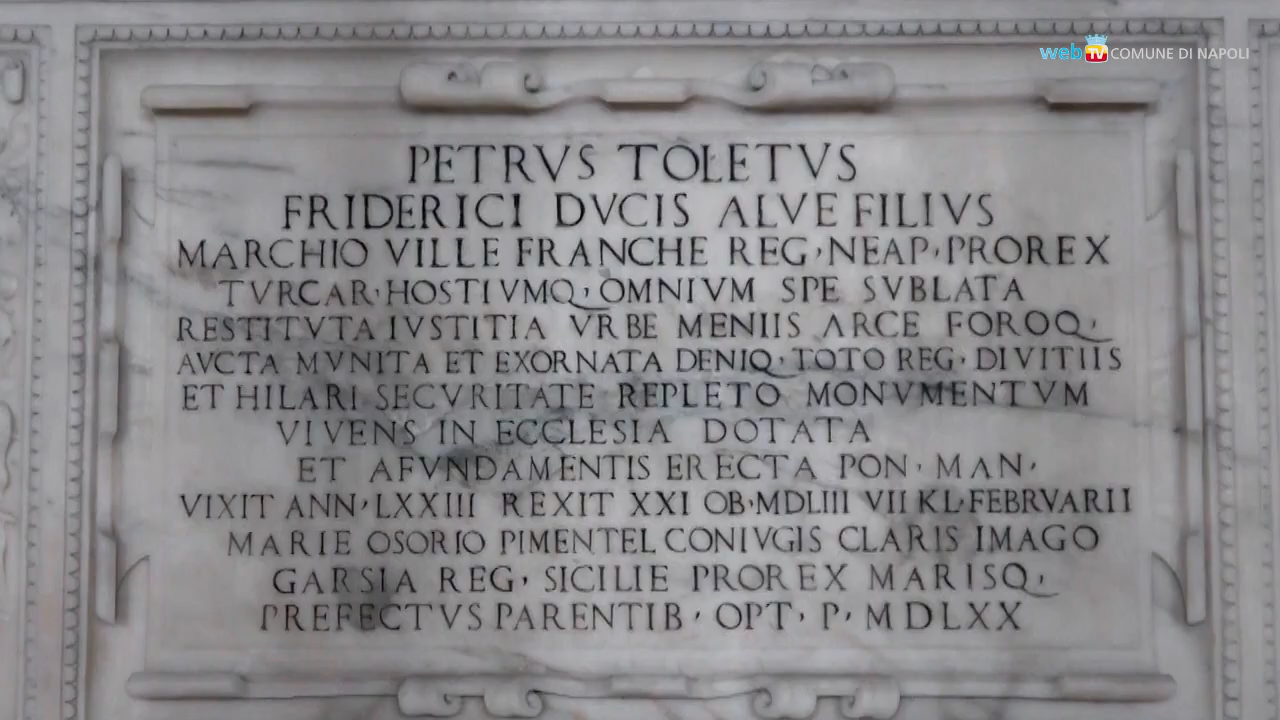 web TV COMUNE DI NAPOLI
PETRVS TOLETVS
FRIDERICI DVCIS ALVE FILIVS
MARCHIO VILLE FRANCHE REG, NEAP, PROREX
TVRCAR, HOSTIVMQ, OMNIVM SPE SVBLATA
RESTITVTA IVSTITIA VRBE MENIIS ARCE FOROQ,
AVCTA MVNITA ET EXORNATA DENIQ, TOTO REG, DIVITIIS
ET HILARI SECVRITATE REPLETO MONVMENTVM
VIVENS IN ECCLESIA DOTATA
ET AFVNDAMENTIS ERECTA PON, MAN,
VIXIT ANN, LXXIII REXIT XXI OB, MDLIII VII KL, FEBRVARII
MARIE OSORIO PIMENTEL CONIVGIS CLARIS IMAGO
GARSIA REG, SICILIE PROREX MARISQ,
PREFECTVS PARENTIB, OPT, P, MDLXX